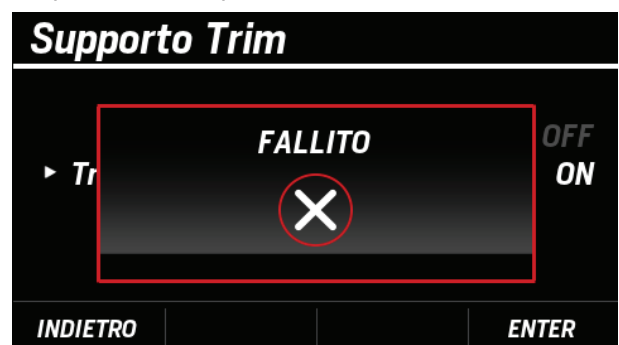 Supporto Trim
FALLITO
OFF
Tr
ON
INDIETRO
ENTER